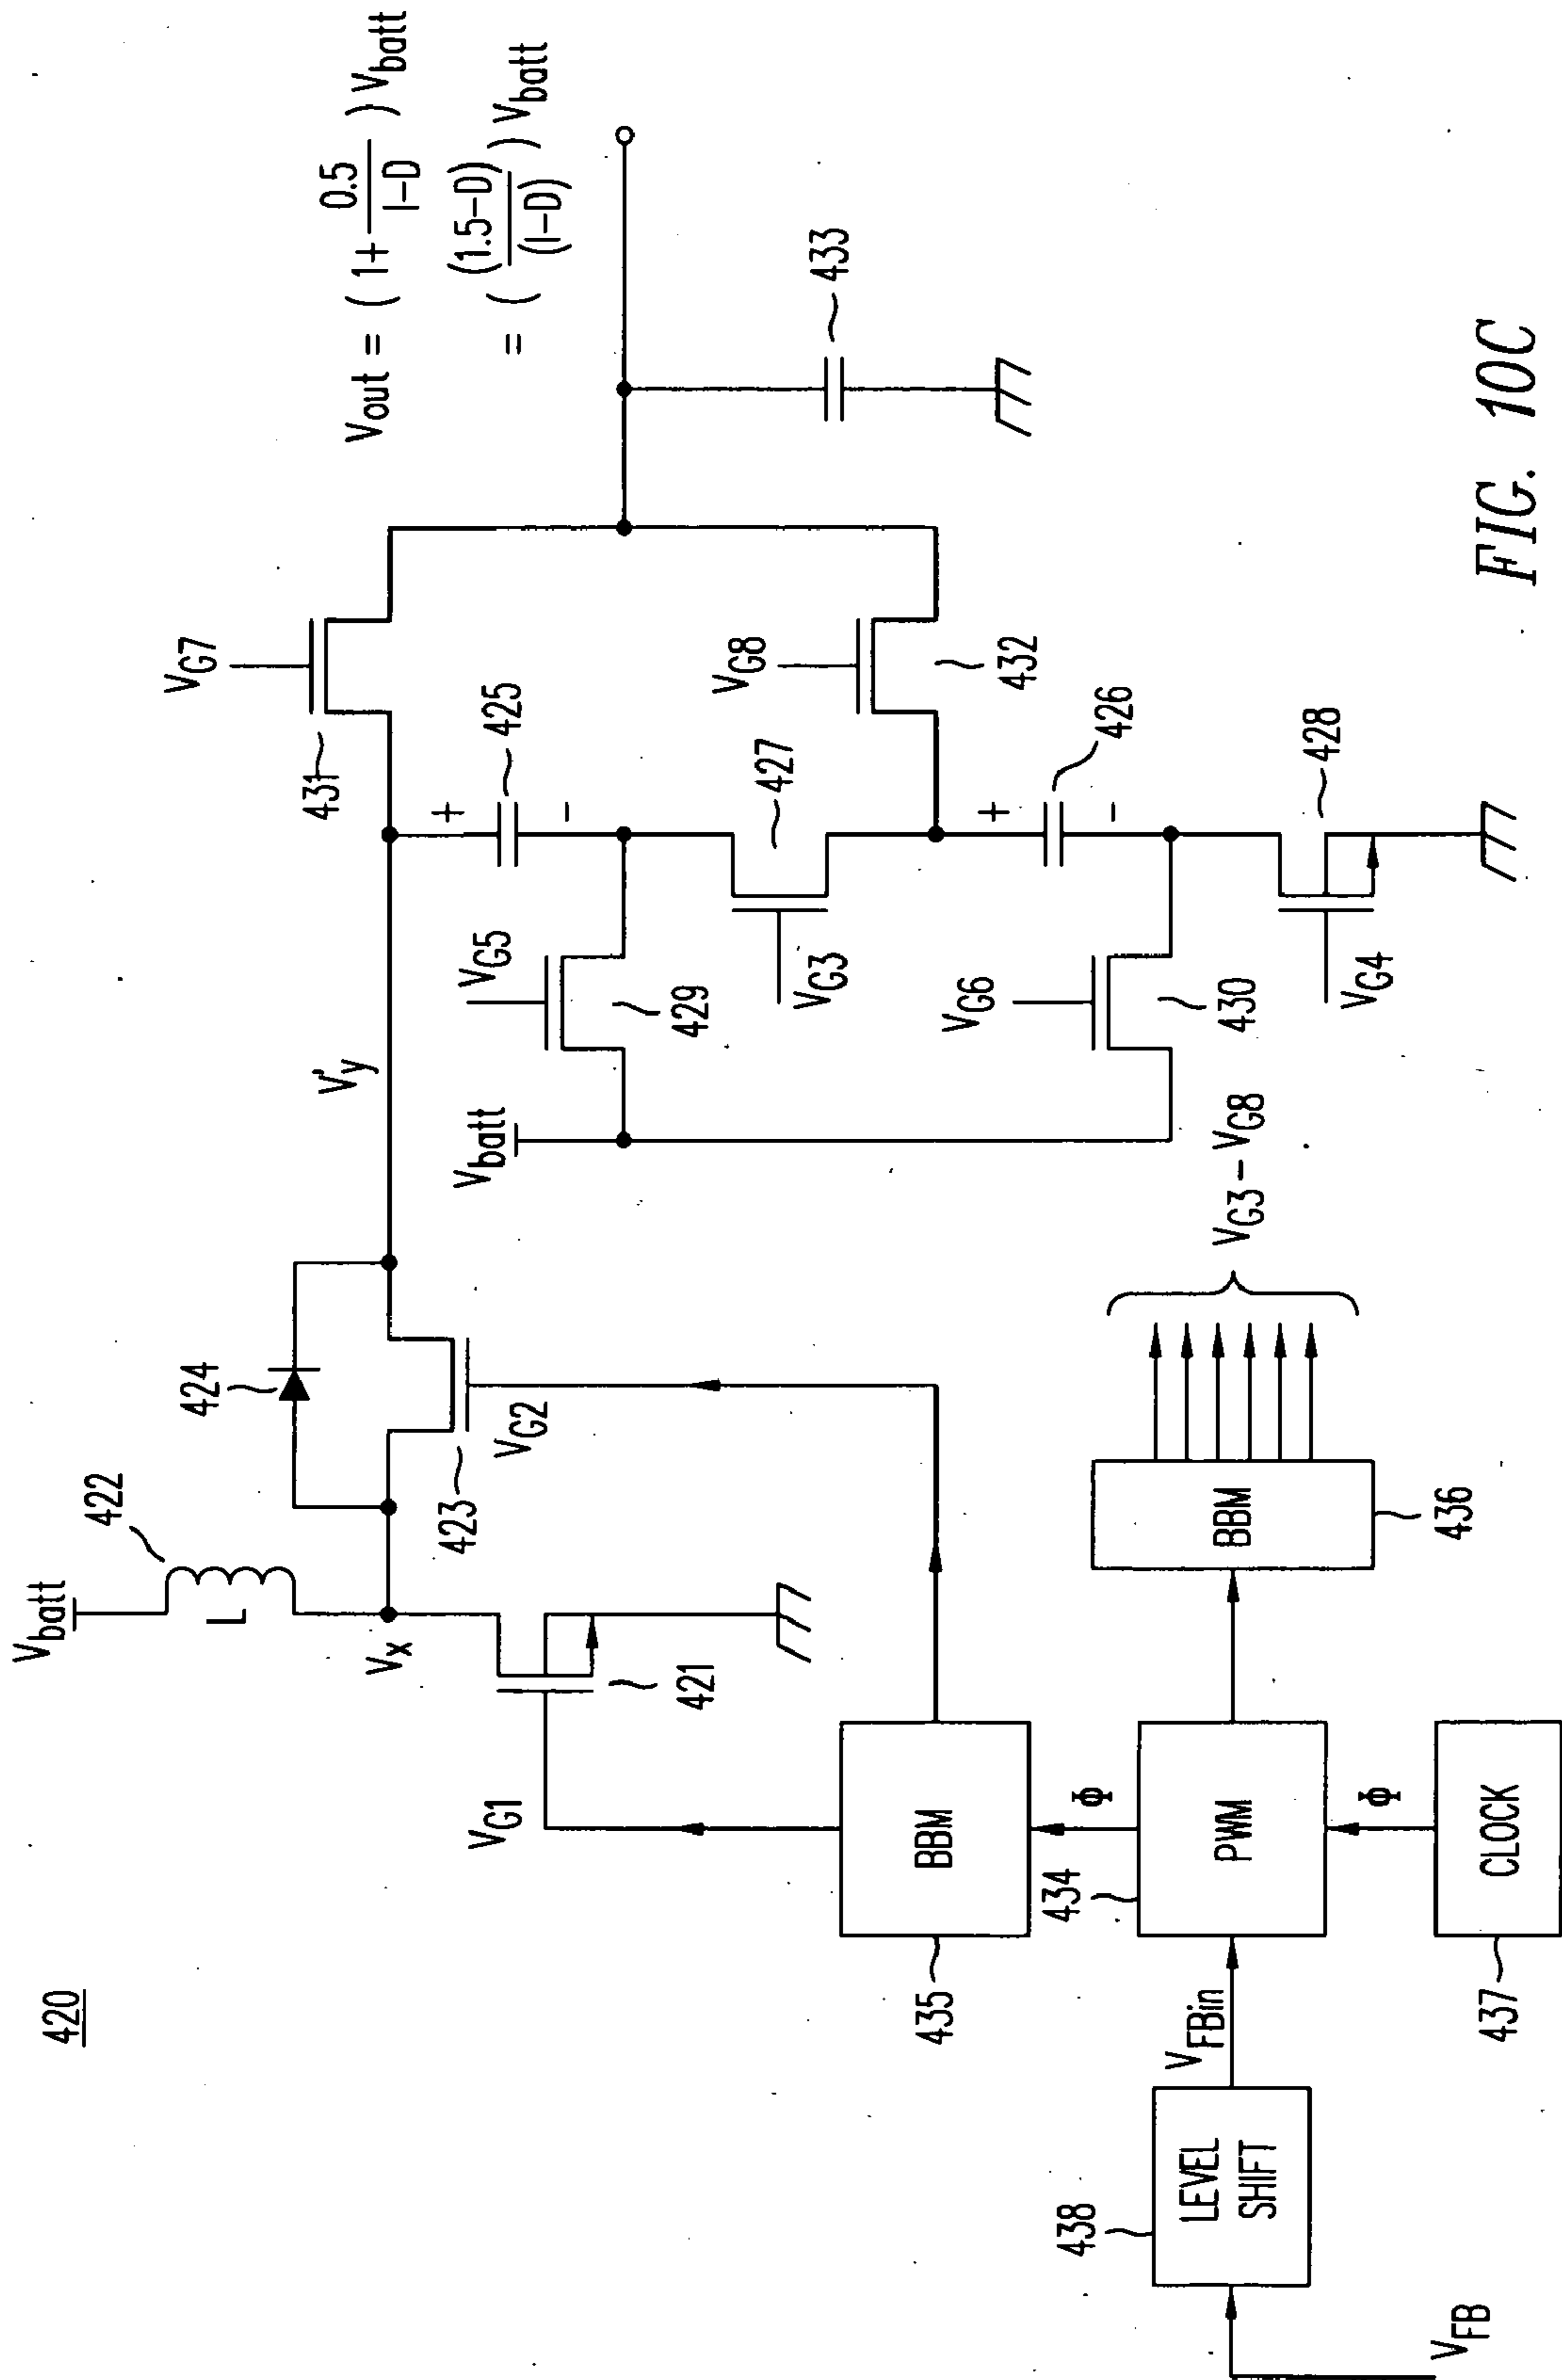 420
Vout = ( 1+ 0.5 / 1-D ) Vbatt
= ( (1.5-D) / (1-D) ) Vbatt
Vbatt
422
L
Vx
424
423
VG2
V'y
VG7
431
+
425
-
VG5
429
427
VG3
VG8
432
433
Vbatt
+
426
-
VG6
430
428
VG4
421
VG1
BBM
435
Φ
PWM
434
Φ
CLOCK
437
BBM
436
VG3 - VG8
LEVEL
SHIFT
438
VFBin
VFB
FIG. 10C